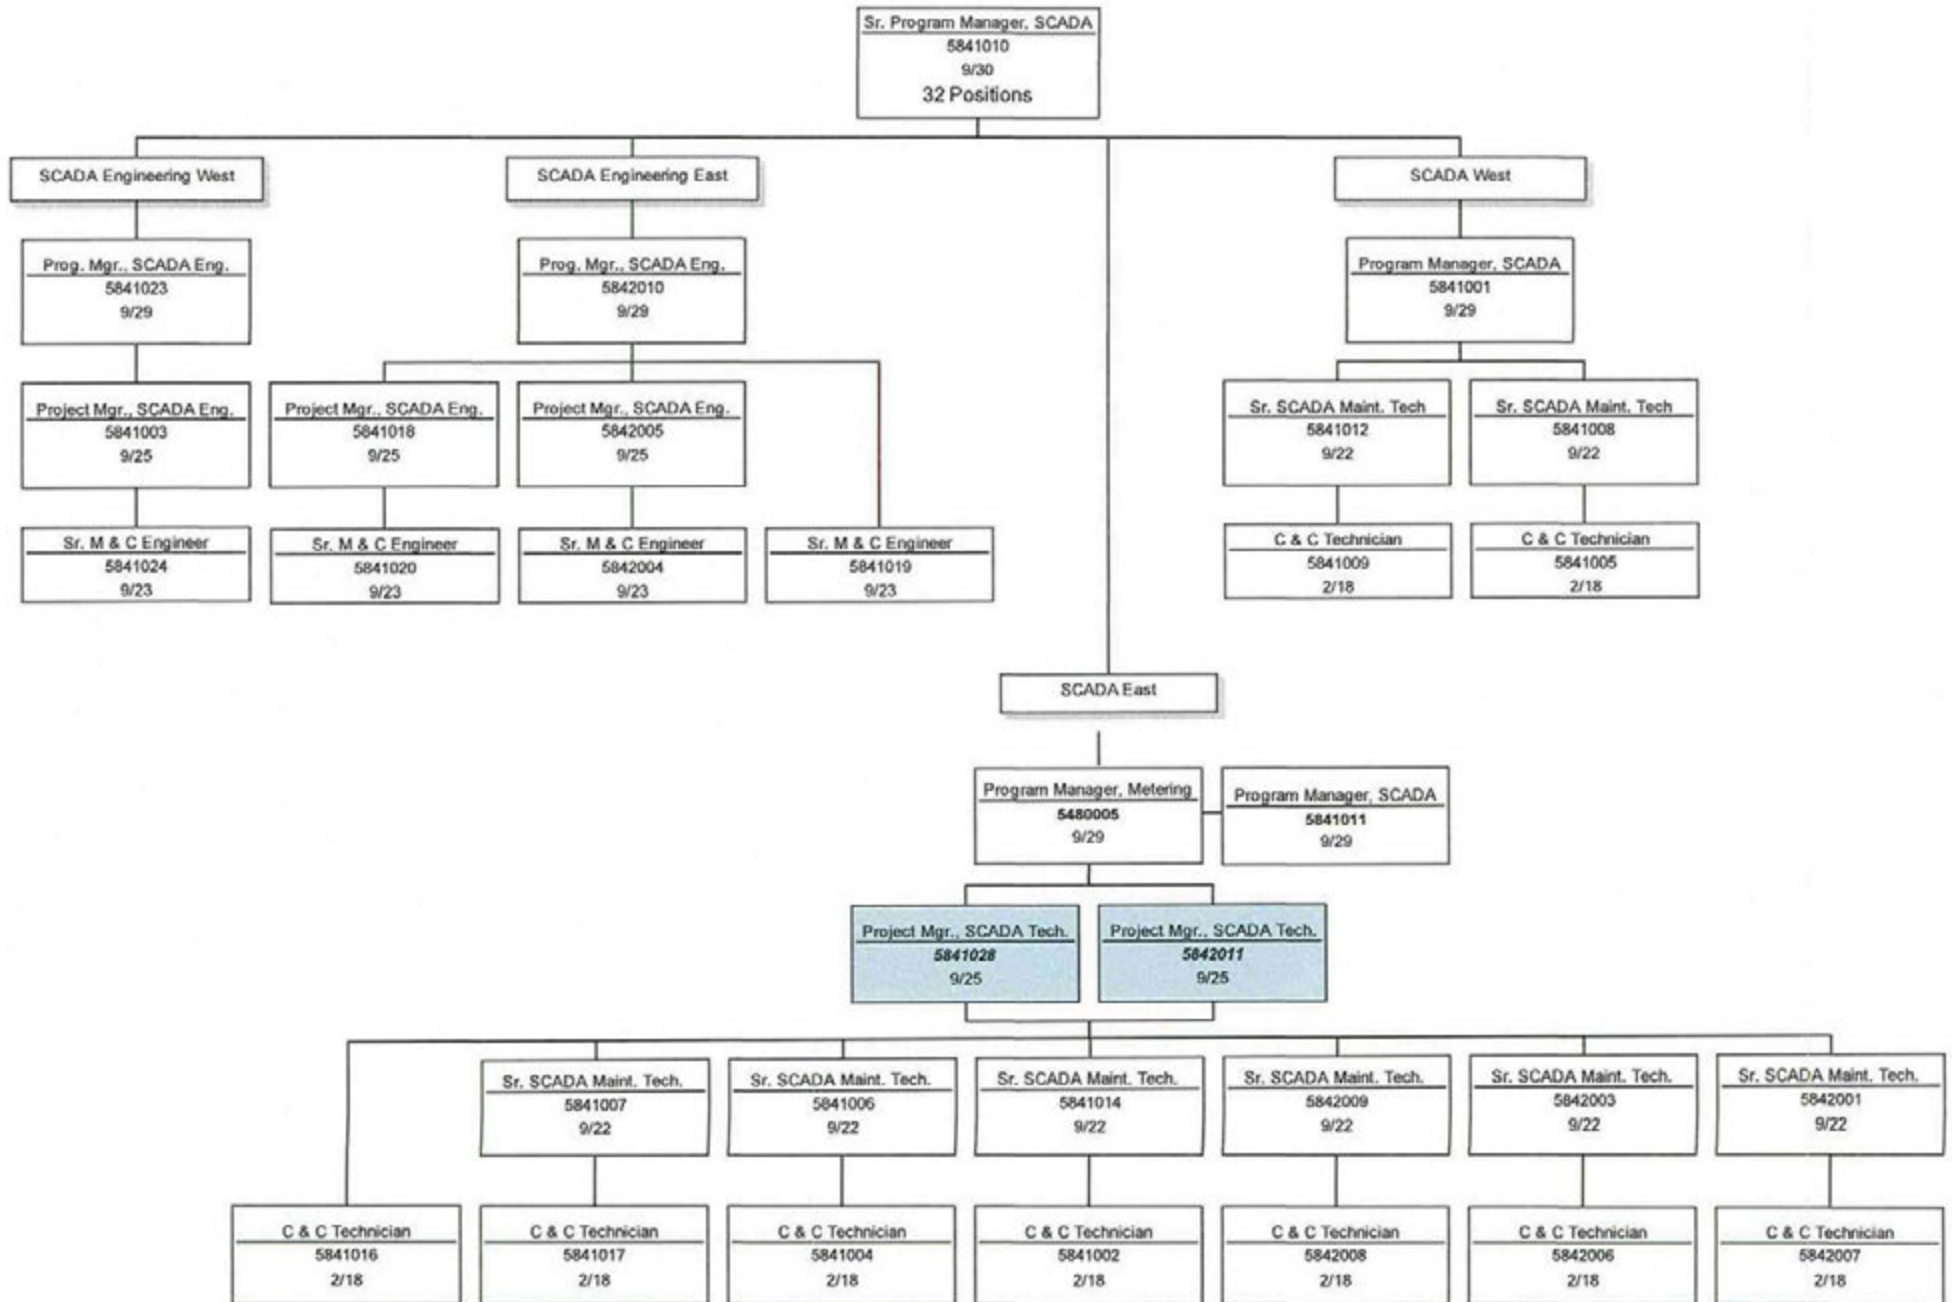 Sr. Program Manager, SCADA
5841010
9/30
32 Positions
SCADA Engineering West
SCADA Engineering East
SCADA West
Prog. Mgr., SCADA Eng.
5841023
9/29
Prog. Mgr., SCADA Eng.
5842010
9/29
Program Manager, SCADA
5841001
9/29
Project Mgr., SCADA Eng.
5841003
9/25
Project Mgr., SCADA Eng.
5841018
9/25
Project Mgr., SCADA Eng.
5842005
9/25
Sr. SCADA Maint. Tech
5841012
9/22
Sr. SCADA Maint. Tech
5841008
9/22
Sr. M & C Engineer
5841024
9/23
Sr. M & C Engineer
5841020
9/23
Sr. M & C Engineer
5842004
9/23
Sr. M & C Engineer
5841019
9/23
C & C Technician
5841009
2/18
C & C Technician
5841005
2/18
SCADA East
Program Manager, Metering
5480005
9/29
Program Manager, SCADA
5841011
9/29
Project Mgr., SCADA Tech.
5841028
9/25
Project Mgr., SCADA Tech.
5842011
9/25
Sr. SCADA Maint. Tech.
5841007
9/22
Sr. SCADA Maint. Tech.
5841006
9/22
Sr. SCADA Maint. Tech.
5841014
9/22
Sr. SCADA Maint. Tech.
5842009
9/22
Sr. SCADA Maint. Tech.
5842003
9/22
Sr. SCADA Maint. Tech.
5842001
9/22
C & C Technician
5841016
2/18
C & C Technician
5841017
2/18
C & C Technician
5841004
2/18
C & C Technician
5841002
2/18
C & C Technician
5842008
2/18
C & C Technician
5842006
2/18
C & C Technician
5842007
2/18